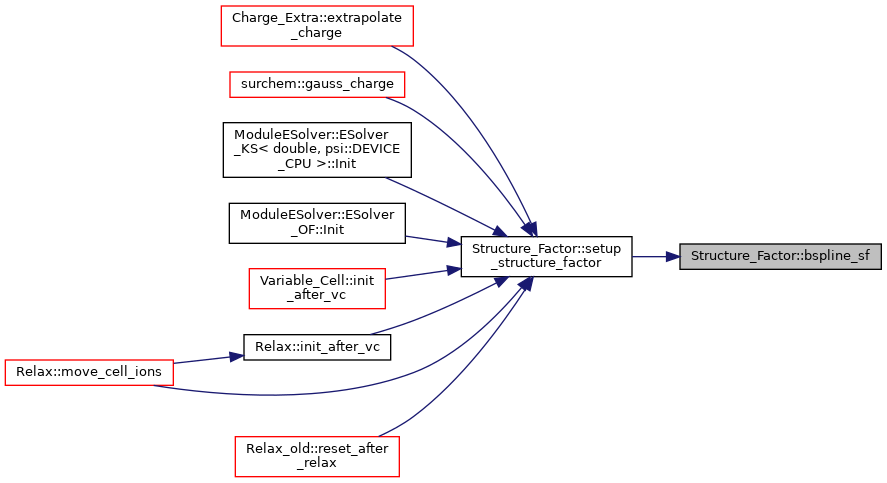 Charge_Extra::extrapolate
_charge
surchem::gauss_charge
ModuleESolver::ESolver
_KS< double, psi::DEVICE
_CPU >::Init
ModuleESolver::ESolver
_OF::Init
Structure_Factor::setup
_structure_factor
Structure_Factor::bspline_sf
Variable_Cell::init
_after_vc
Relax::init_after_vc
Relax::move_cell_ions
Relax_old::reset_after
_relax